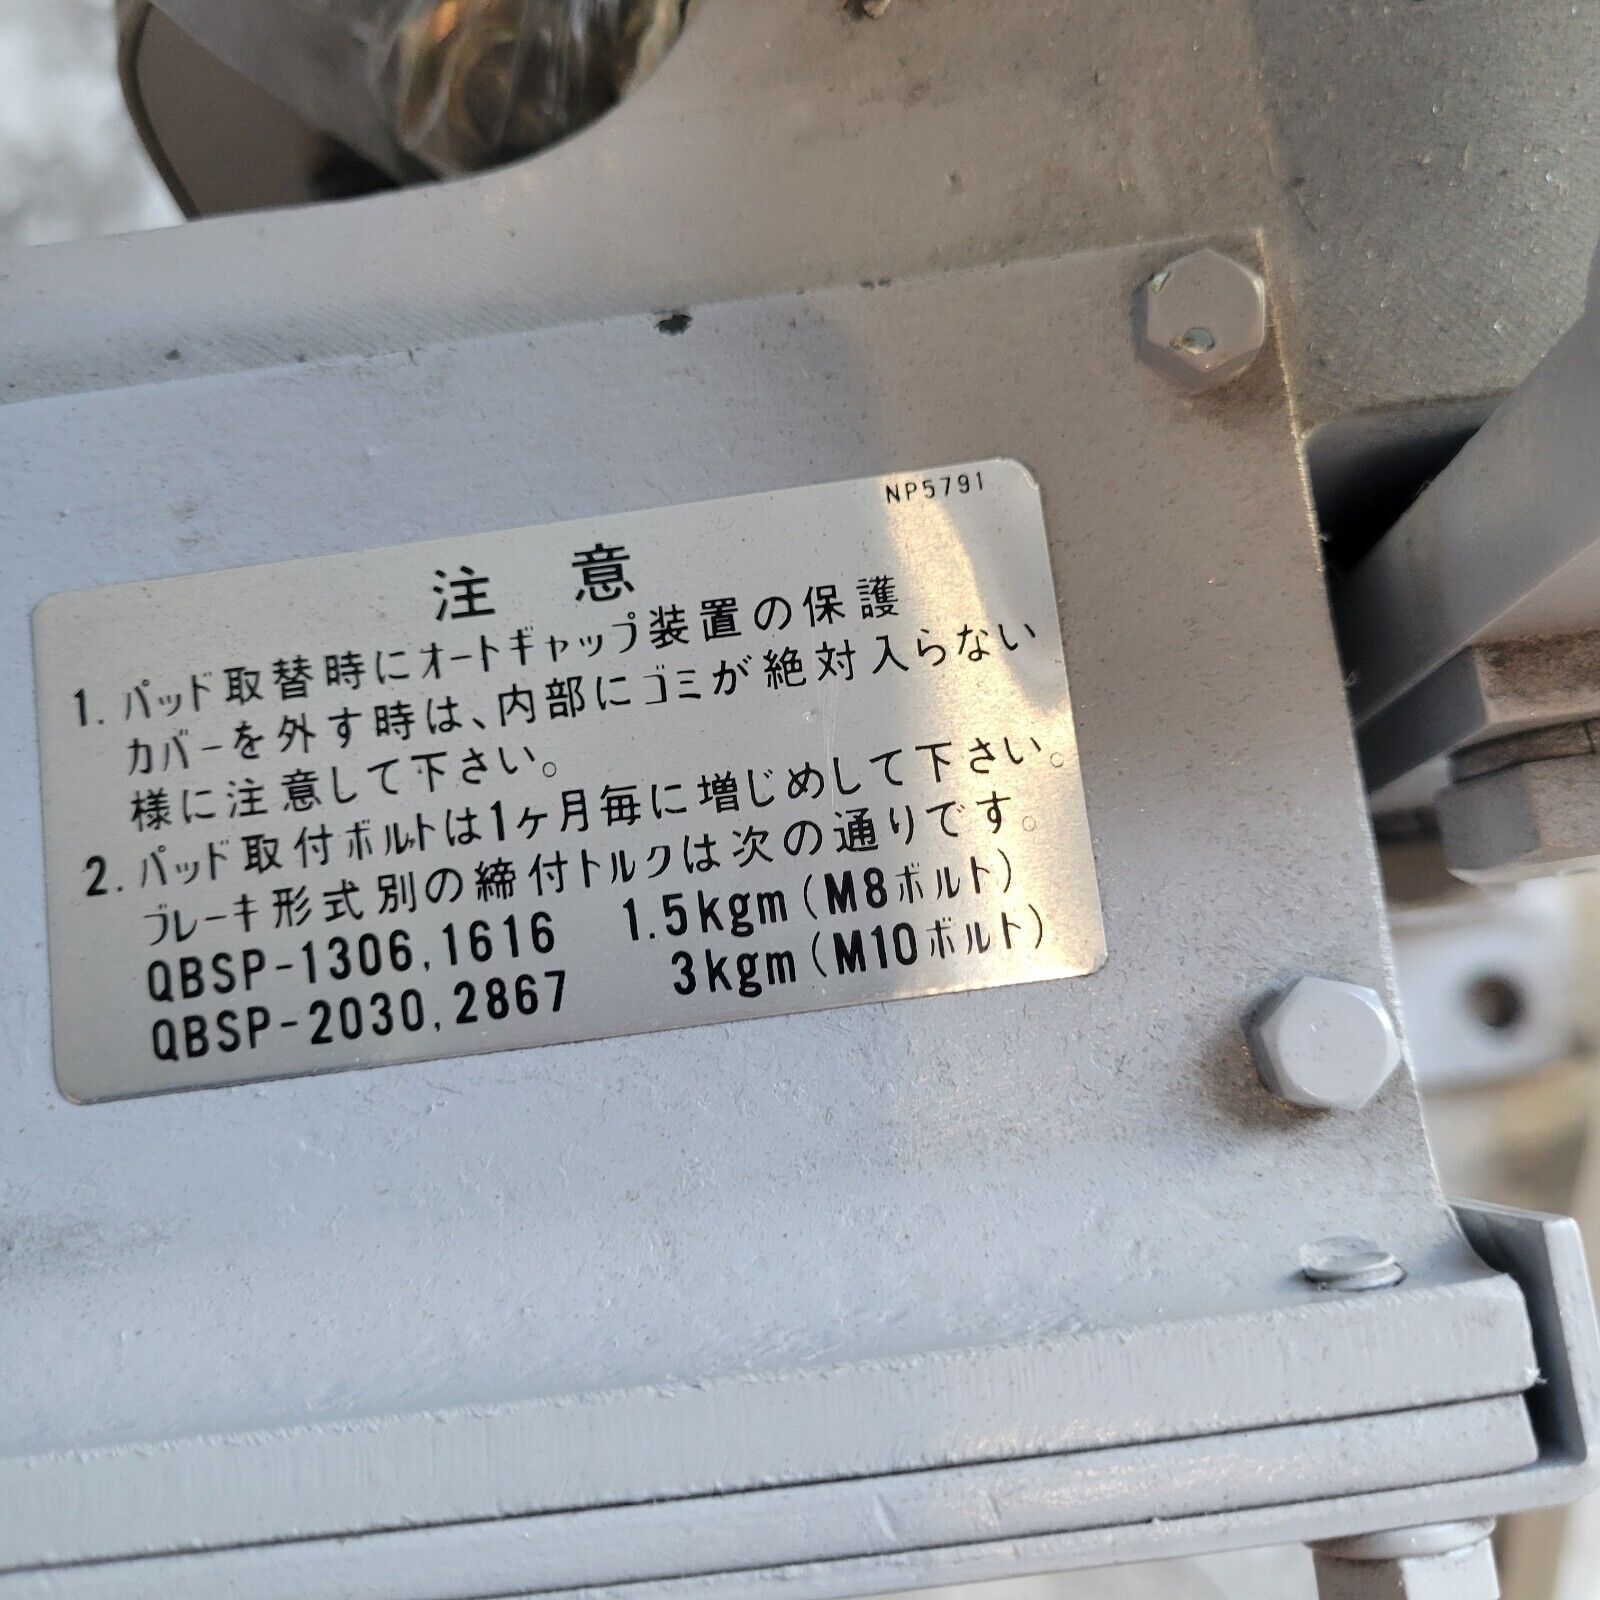 NP5791
注 意
1. パッド取替時にオートギャップ装置の保護
カバーを外す時は、内部にゴミが絶対入らない
様に注意して下さい。
2. パッド取付ボルトは1ヶ月毎に増じめして下さい。
ブレーキ形式別の締付トルクは次の通りです。
QBSP-1306,1616 1.5kgm(M8ボルト)
QBSP-2030,2867 3kgm(M10ボルト)